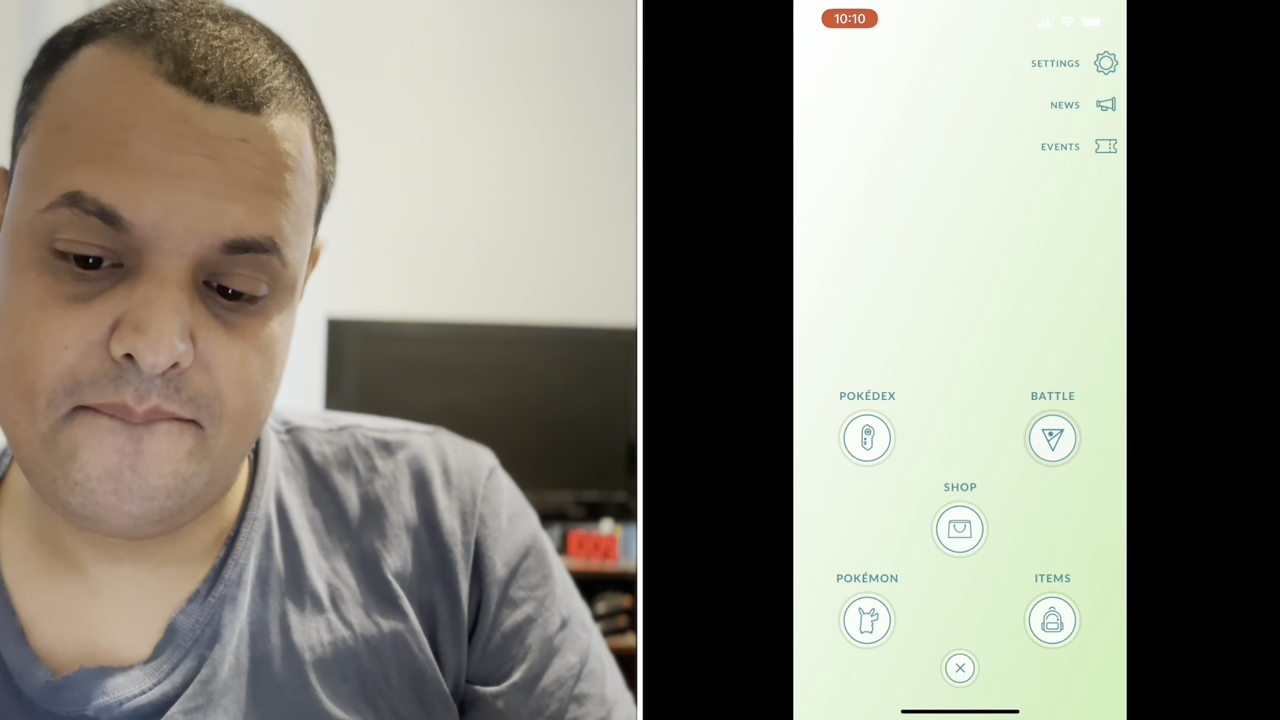 10:10
SETTINGS
NEWS
EVENTS
POKÉDEX
BATTLE
SHOP
POKÉMON
ITEMS